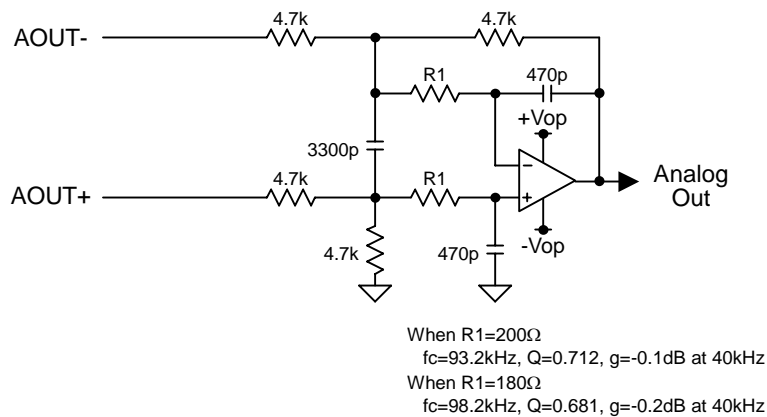 4.7k
4.7k
AOUT-
R1
470p
+Vop
3300p
4.7k
R1
AOUT+
Analog
Out
4.7k
470p
-Vop
When R1=200Ω
fc=93.2kHz, Q=0.712, g=-0.1dB at 40kHz
When R1=180Ω
fc=98.2kHz, Q=0.681, g=-0.2dB at 40kHz